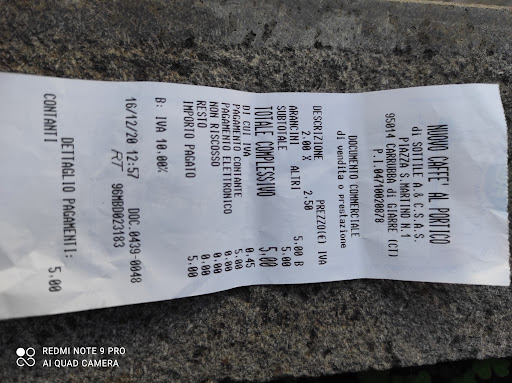 NUOVO CAFFE' AL PORTICO
di SOTTILE A.& C.S.A.S.
PIAZZA S.MARTINO N.1
95014 CARRUBBA di GIARRE (CT)
P.I.04710020878
DOCUMENTO COMMERCIALE
di vendita o prestazione
DESCRIZIONE PREZZO(€) IVA
2.00 X 2.50
ARANCINI ALTRI 5.00 B
SUBTOTALE 5.00
TOTALE COMPLESSIVO 5,00
DI CUI IVA 0.45
PAGAMENTO CONTANTE 5.00
PAGAMENTO ELETTRONICO 0.00
NON RISCOSSO 0.00
RESTO 0.00
IMPORTO PAGATO 5.00
B: IVA 10.00%
16/12/20 12:57 DOC.0439-0048
RT 96MBD023183
DETTAGLIO PAGAMENTI:
CONTANTI 5.00
REDMI NOTE 9 PRO
AI QUAD CAMERA